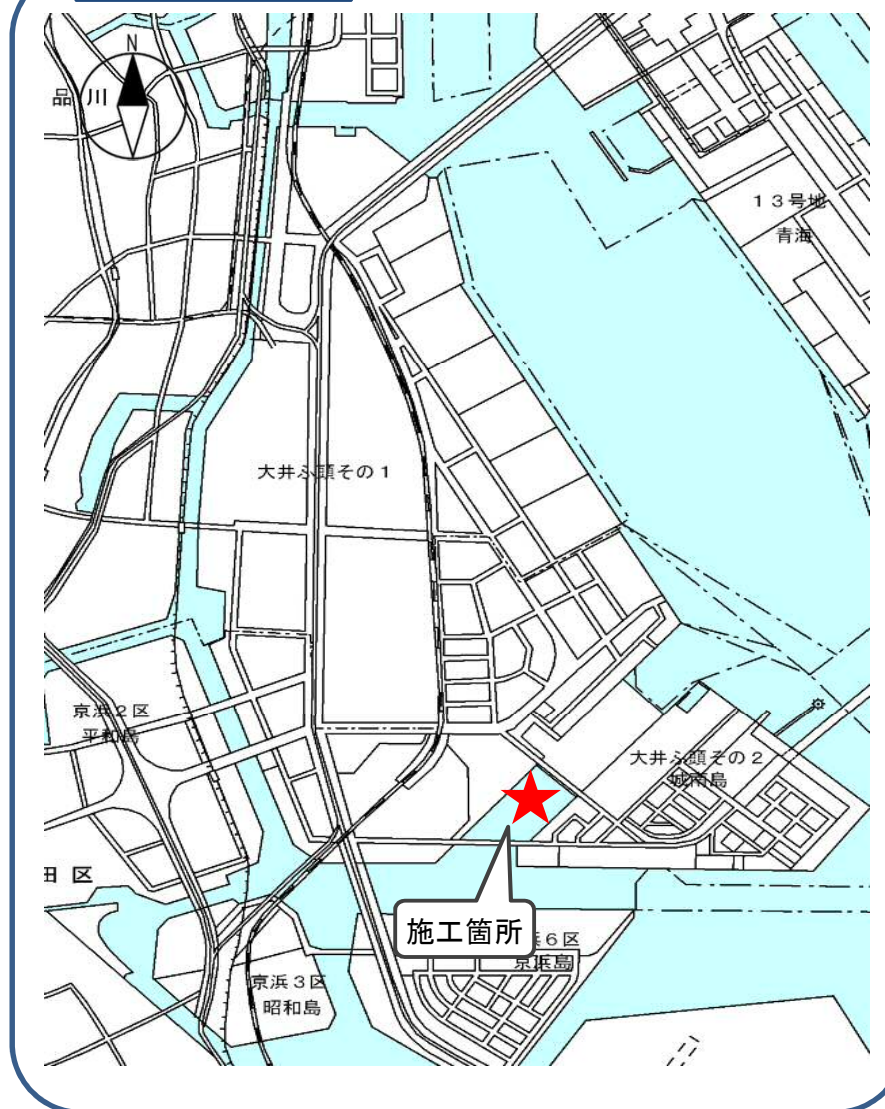 N
品川
13号地
青海
大井ふ頭その1
京浜2区
平和島
大井ふ頭その2
城南島
田区
施工箇所
浜6区
京浜島
京浜3区
昭和島